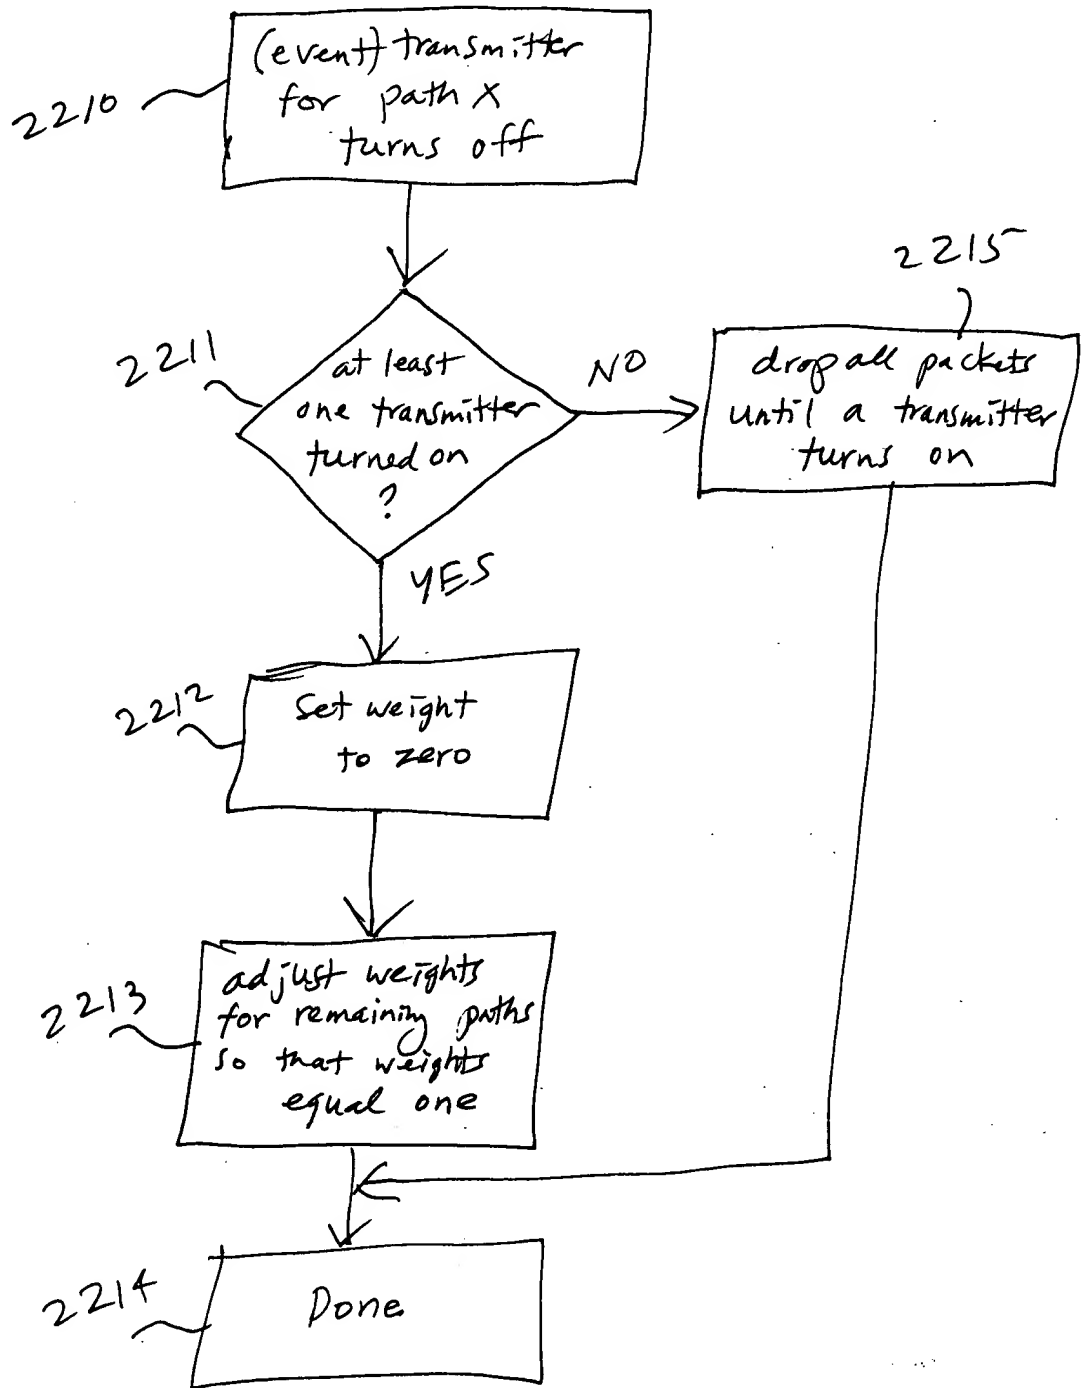 (event) transmitter
for path X
turns off
2210
2215
2211
at least
one transmitter
turned on
?
NO
drop all packets
until a transmitter
turns on
YES
2212
Set weight
to zero
2213
adjust weights
for remaining paths
so that weights
equal one
2214
Done